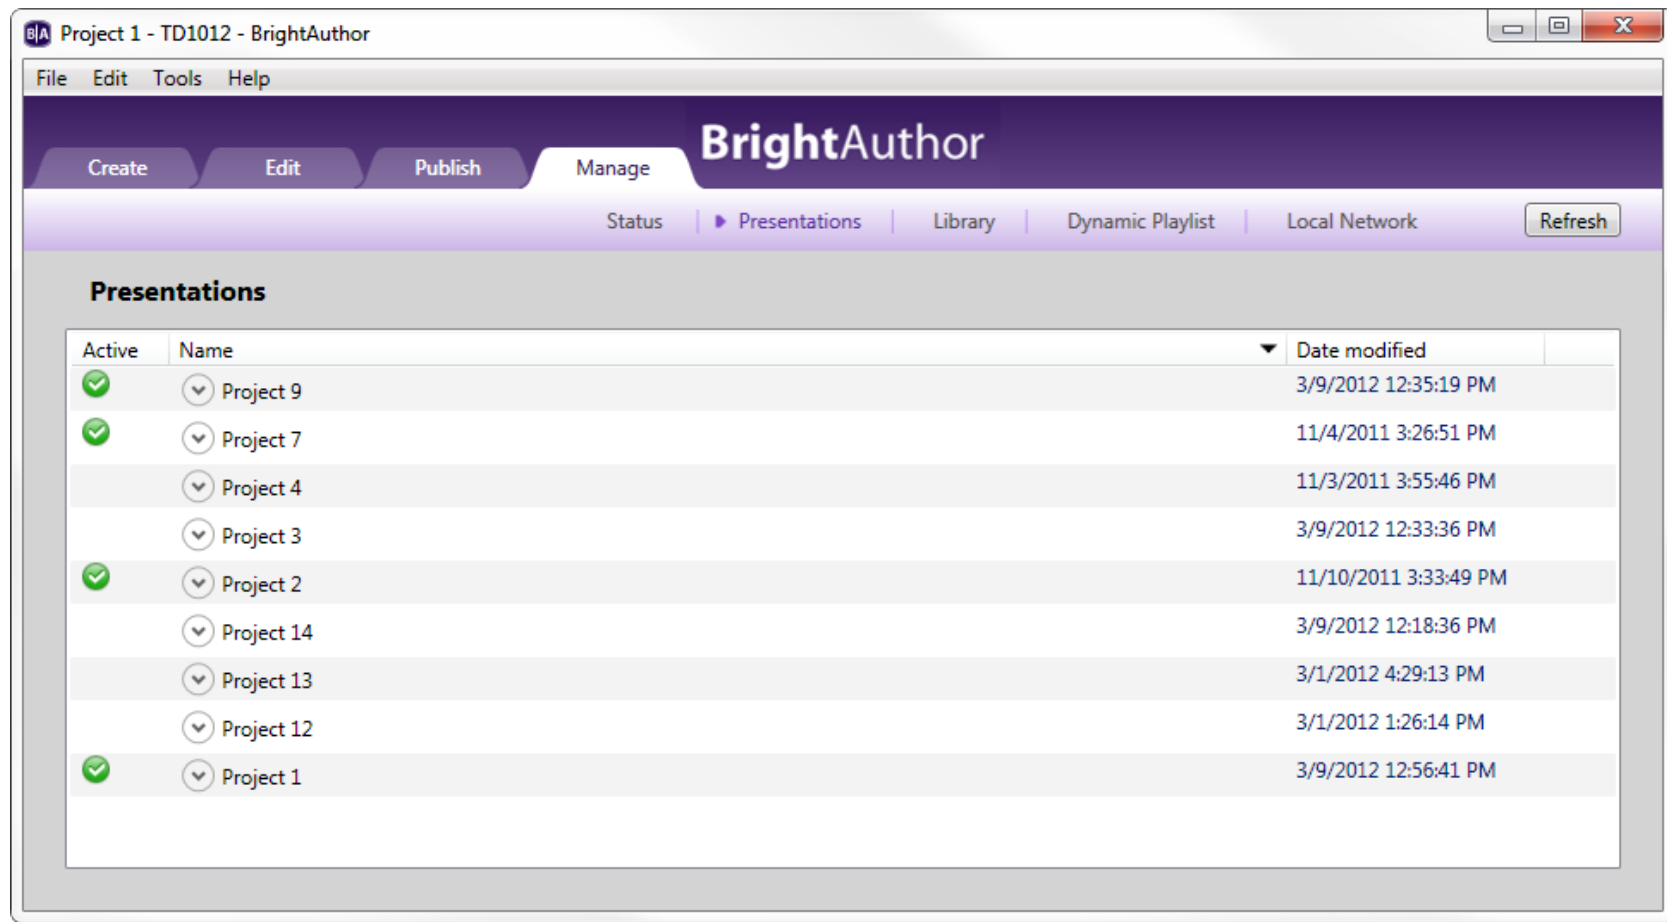 B|A Project 1 - TD1012 - BrightAuthor
File Edit Tools Help
BrightAuthor
Create Edit Publish Manage
Status Presentations Library Dynamic Playlist Local Network Refresh
Presentations
Active Name Date modified
Project 9 3/9/2012 12:35:19 PM
Project 7 11/4/2011 3:26:51 PM
Project 4 11/3/2011 3:55:46 PM
Project 3 3/9/2012 12:33:36 PM
Project 2 11/10/2011 3:33:49 PM
Project 14 3/9/2012 12:18:36 PM
Project 13 3/1/2012 4:29:13 PM
Project 12 3/1/2012 1:26:14 PM
Project 1 3/9/2012 12:56:41 PM